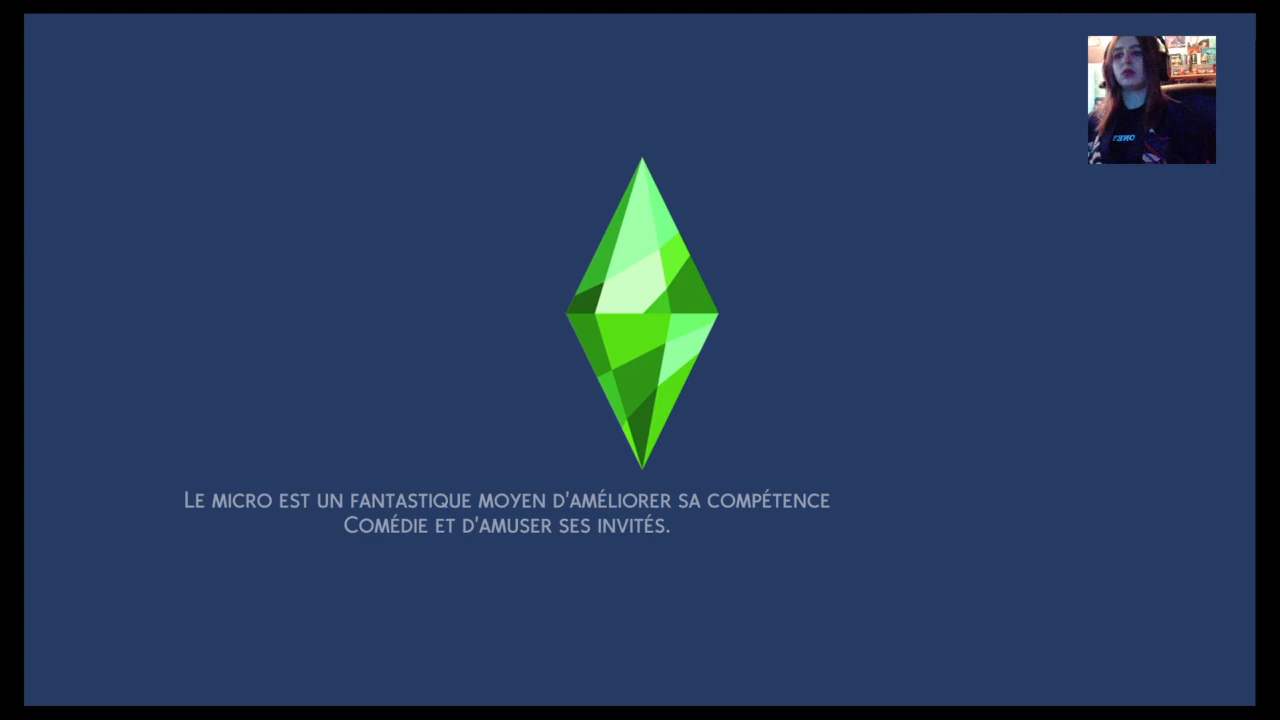 Le micro est un fantastique moyen d'améliorer sa compétence
Comédie et d'amuser ses invités.